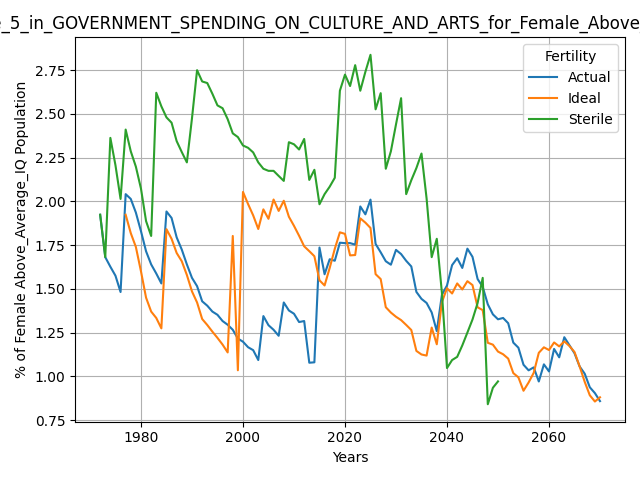 _5_in_GOVERNMENT_SPENDING_ON_CULTURE_AND_ARTS_for_Female_Above
Fertility
Actual
Ideal
Sterile
% of Female Above_Average_IQ Population
2.75
2.50
2.25
2.00
1.75
1.50
1.25
1.00
0.75
1980
2000
2020
2040
2060
Years